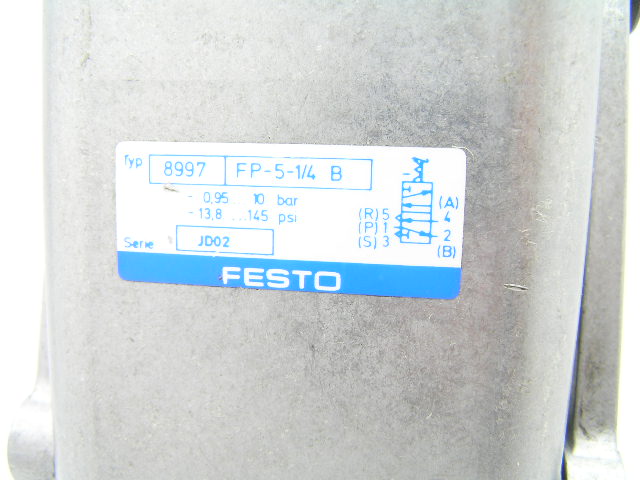 Typ 8997 FP-5-1/4 B
- 0,95 ... 10 bar
- 13,8 ... 145 psi
Serie JD02
(R) 5
(P) 1
(S) 3
(A)
4
2
(B)
FESTO